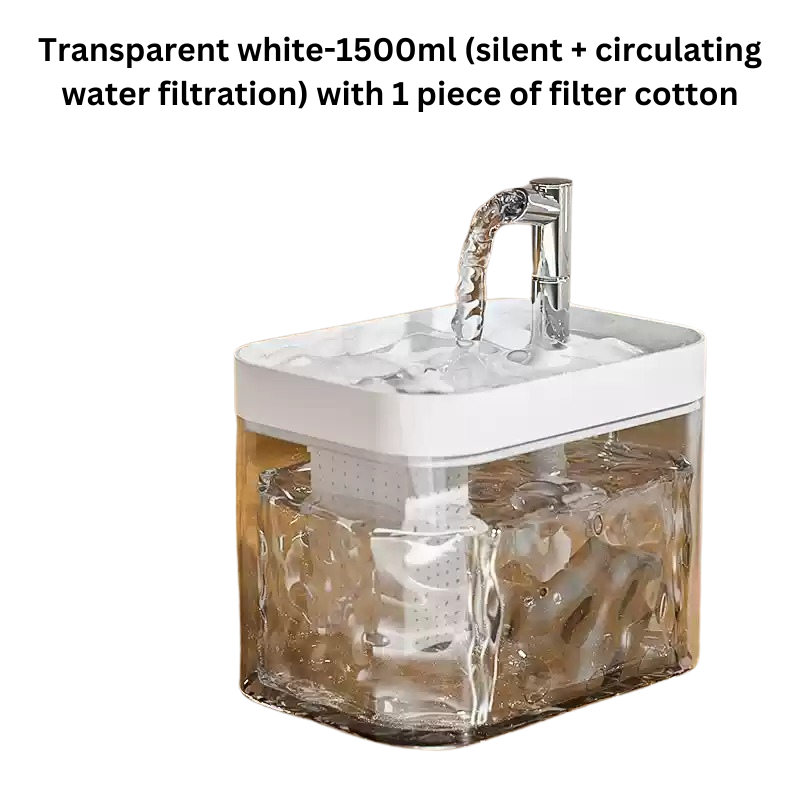 Transparent white-1500ml (silent + circulating
water filtration) with 1 piece of filter cotton